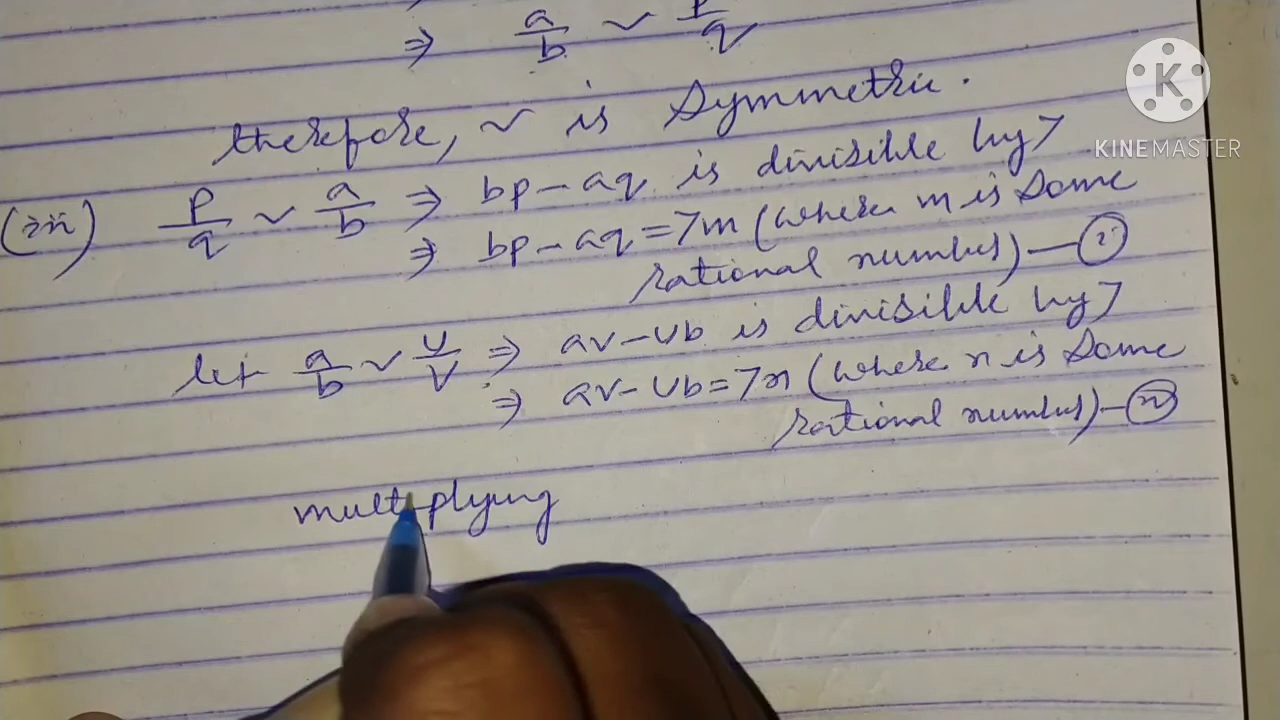 ⇒ a/b ~ p/q
therefore, ~ is Symmetric.
(iii) p/q ~ a/b ⇒ bp-aq is divisible by 7
⇒ bp-aq=7m (where m is some
rational number) — (i)
let a/b ~ u/v ⇒ av-ub is divisible by 7
⇒ av-ub=7n (where n is some
rational number) — (ii)
multiplying
K
KINEMASTER